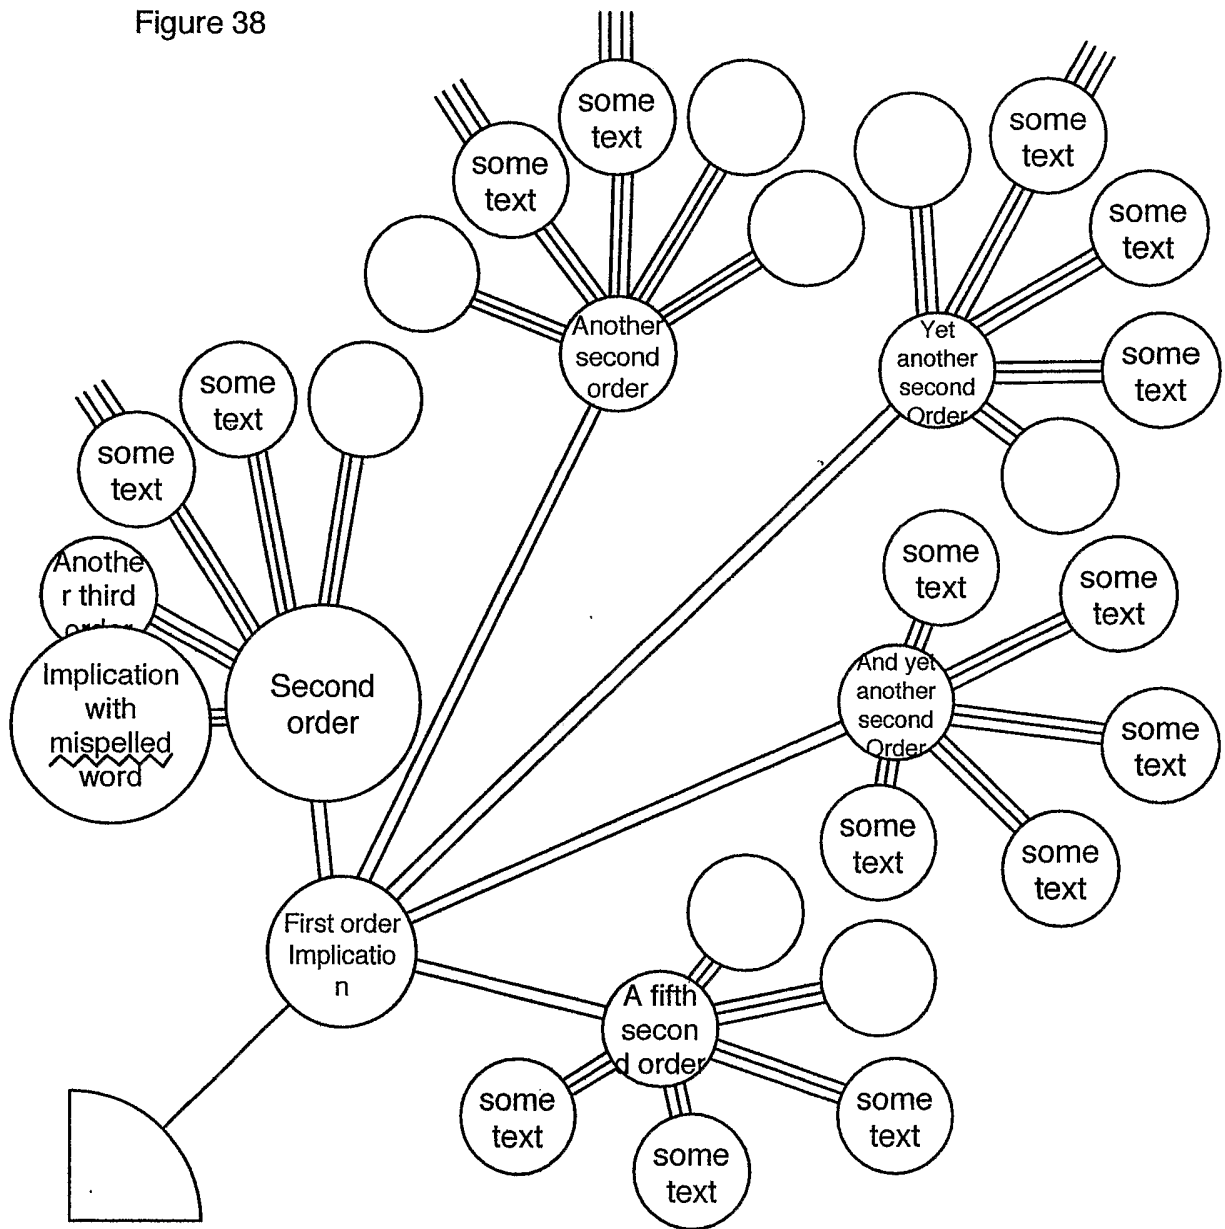 Figure 38
some
text
some
text
some
text
some
text
Another
second
order
Yet
another
second
Order
some
text
some
text
some
text
some
text
Anothe
r third
order
Implication
with
mispelled
word
Second
order
some
text
some
text
And yet
another
second
Order
some
text
some
text
some
text
First order
Implicatio
n
A fifth
secon
d order
some
text
some
text
some
text